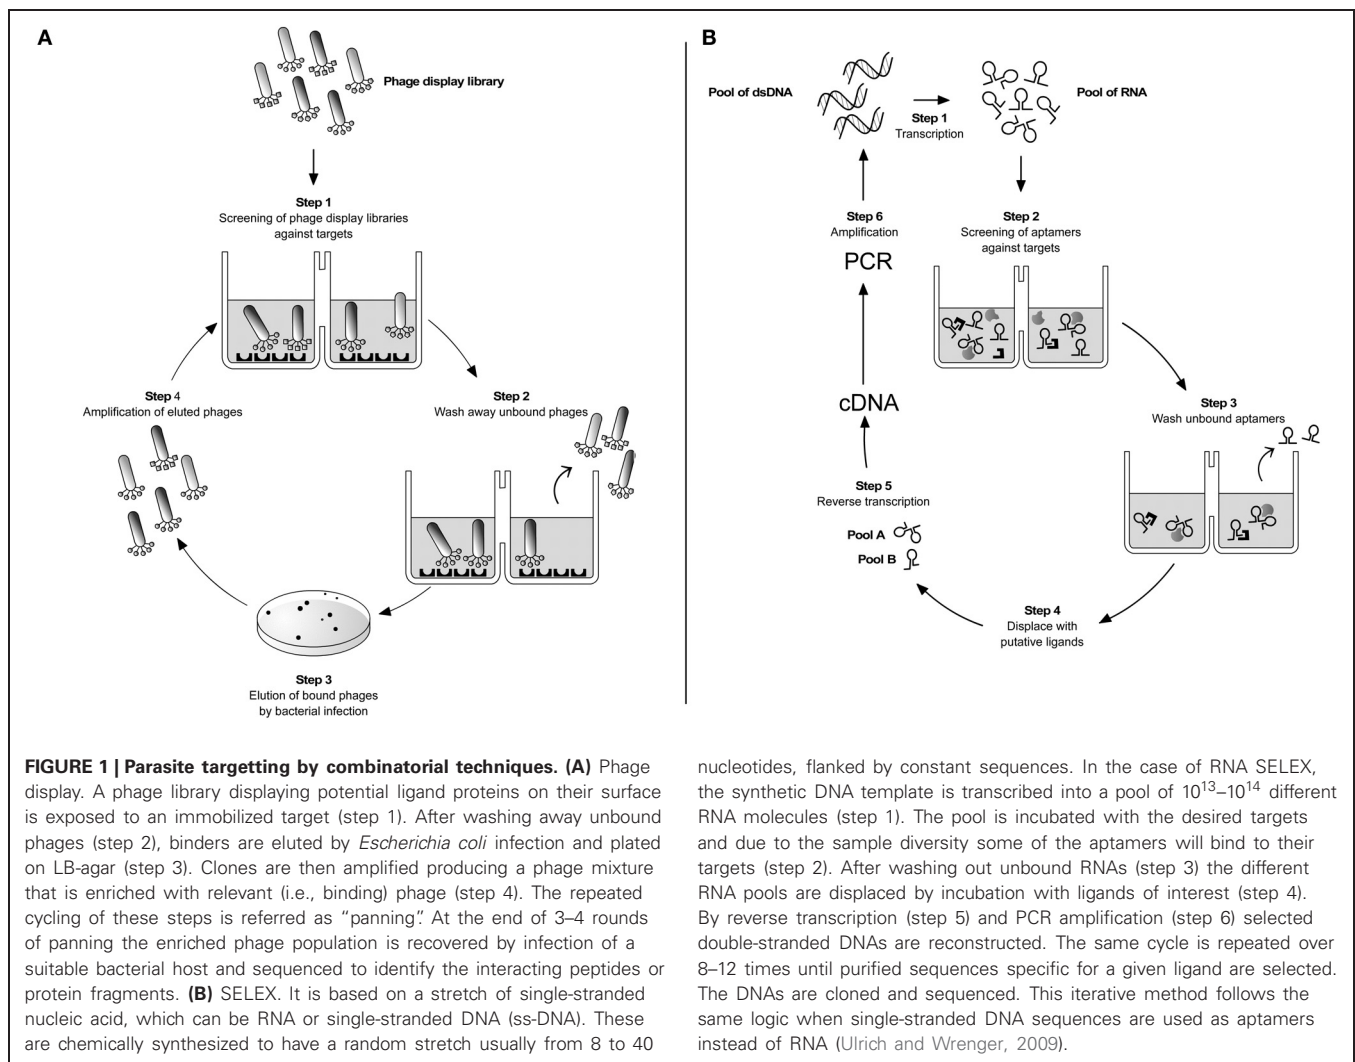 A
Phage display library
Step 1
Screening of phage display libraries
against targets
Step 2
Wash away unbound phages
Step 3
Elution of bound phages
by bacterial infection
Step 4
Amplification of eluted phages
B
Pool of dsDNA
Step 1
Transcription
Pool of RNA
Step 2
Screening of aptamers
against targets
Step 3
Wash unbound aptamers
Step 4
Displace with
putative ligands
Pool A
Pool B
Step 5
Reverse transcription
cDNA
PCR
Step 6
Amplification
FIGURE 1 | Parasite targetting by combinatorial techniques. (A) Phage
display. A phage library displaying potential ligand proteins on their surface
is exposed to an immobilized target (step 1). After washing away unbound
phages (step 2), binders are eluted by Escherichia coli infection and plated
on LB-agar (step 3). Clones are then amplified producing a phage mixture
that is enriched with relevant (i.e., binding) phage (step 4). The repeated
cycling of these steps is referred as “panning.” At the end of 3–4 rounds
of panning the enriched phage population is recovered by infection of a
suitable bacterial host and sequenced to identify the interacting peptides or
protein fragments. (B) SELEX. It is based on a stretch of single-stranded
nucleic acid, which can be RNA or single-stranded DNA (ss-DNA). These
are chemically synthesized to have a random stretch usually from 8 to 40
nucleotides, flanked by constant sequences. In the case of RNA SELEX,
the synthetic DNA template is transcribed into a pool of 10¹³–10¹⁴ different
RNA molecules (step 1). The pool is incubated with the desired targets
and due to the sample diversity some of the aptamers will bind to their
targets (step 2). After washing out unbound RNAs (step 3) the different
RNA pools are displaced by incubation with ligands of interest (step 4).
By reverse transcription (step 5) and PCR amplification (step 6) selected
double-stranded DNAs are reconstructed. The same cycle is repeated over
8–12 times until purified sequences specific for a given ligand are selected.
The DNAs are cloned and sequenced. This iterative method follows the
same logic when single-stranded DNA sequences are used as aptamers
instead of RNA (Ulrich and Wrenger, 2009).